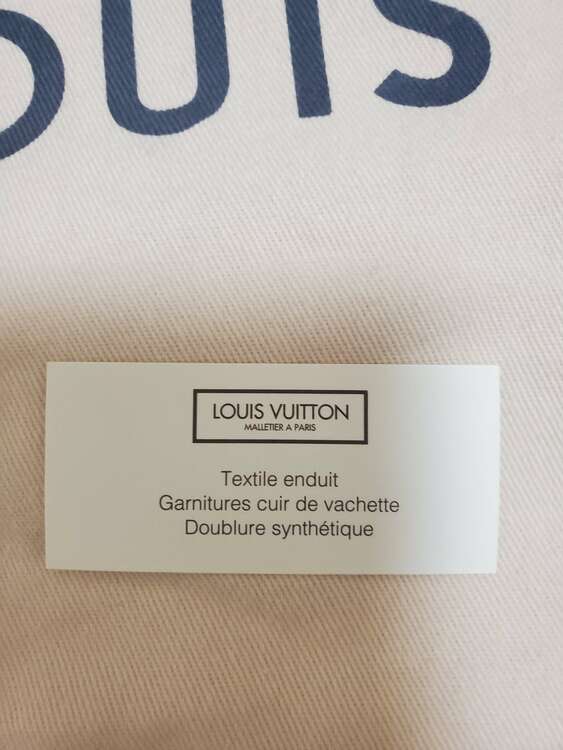 OUIS
LOUIS VUITTON
MALLETIER A PARIS
Textile enduit
Garnitures cuir de vachette
Doublure synthétique